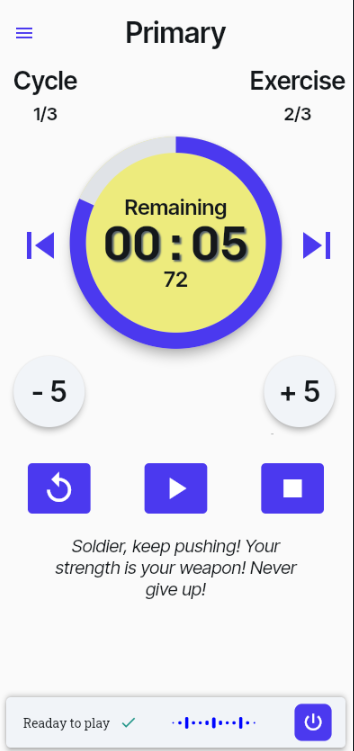 Primary
Cycle
Exercise
1/3
2/3
Remaining
00:05
72
- 5
+ 5
Soldier, keep pushing! Your
strength is your weapon! Never
give up!
Ready to play